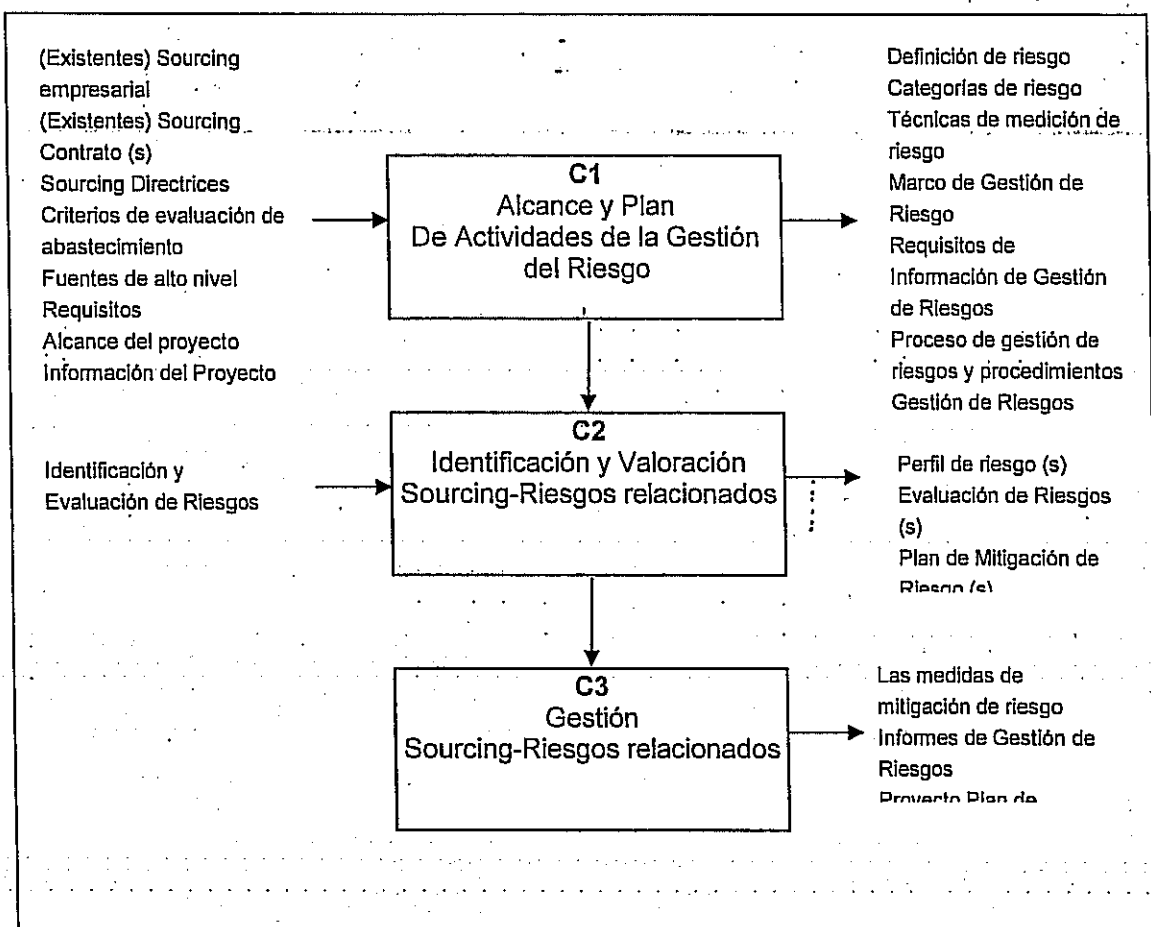 (Existentes) Sourcing
empresarial
(Existentes) Sourcing
Contrato (s)
Sourcing Directrices
Criterios de evaluación de
abastecimiento
Fuentes de alto nivel
Requisitos
Alcance del proyecto
Información del Proyecto
C1
Alcance y Plan
De Actividades de la Gestión
del Riesgo
Definición de riesgo
Categorías de riesgo
Técnicas de medición de
riesgo
Marco de Gestión de
Riesgo
Requisitos de
Información de Gestión
de Riesgos
Proceso de gestión de
riesgos y procedimientos
Gestión de Riesgos
Identificación y
Evaluación de Riesgos
C2
Identificación y Valoración
Sourcing-Riesgos relacionados
Perfil de riesgo (s)
Evaluación de Riesgos
(s)
Plan de Mitigación de
Riesgo (s)
C3
Gestión
Sourcing-Riesgos relacionados
Las medidas de
mitigación de riesgo
Informes de Gestión de
Riesgos
Proyecto Plan de